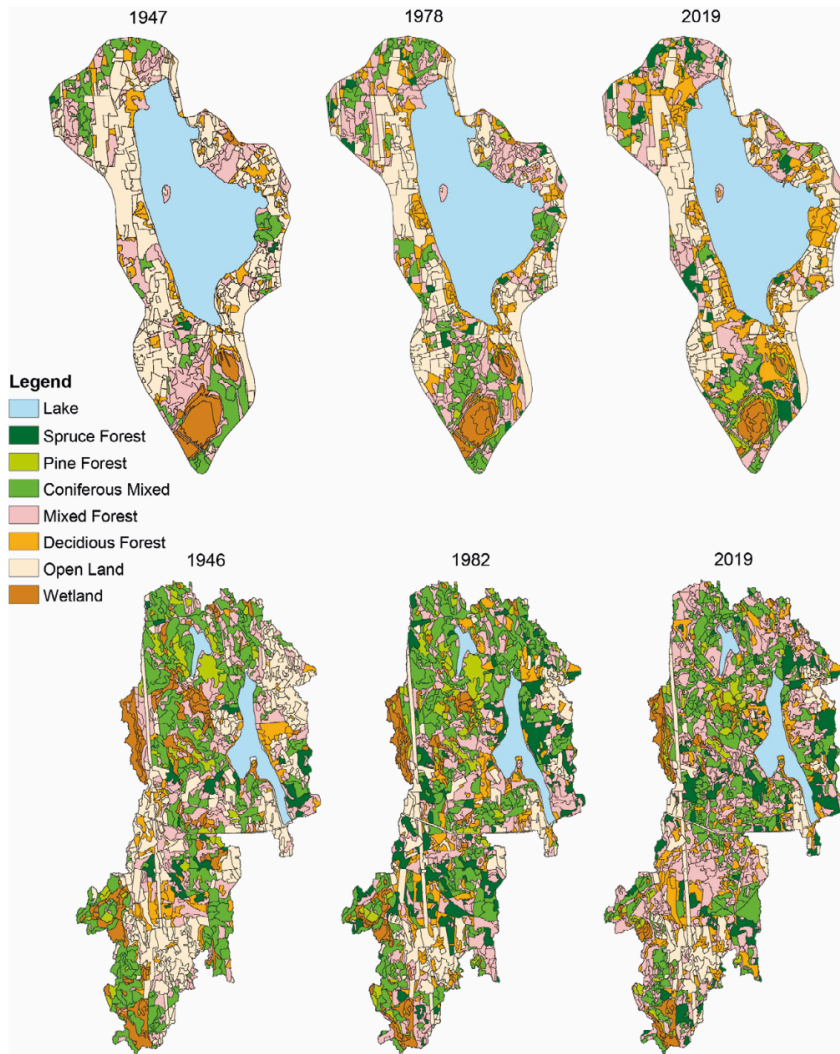 1947
1978
2019
Legend
Lake
Spruce Forest
Pine Forest
Coniferous Mixed
Mixed Forest
Decidious Forest
Open Land
Wetland
1946
1982
2019